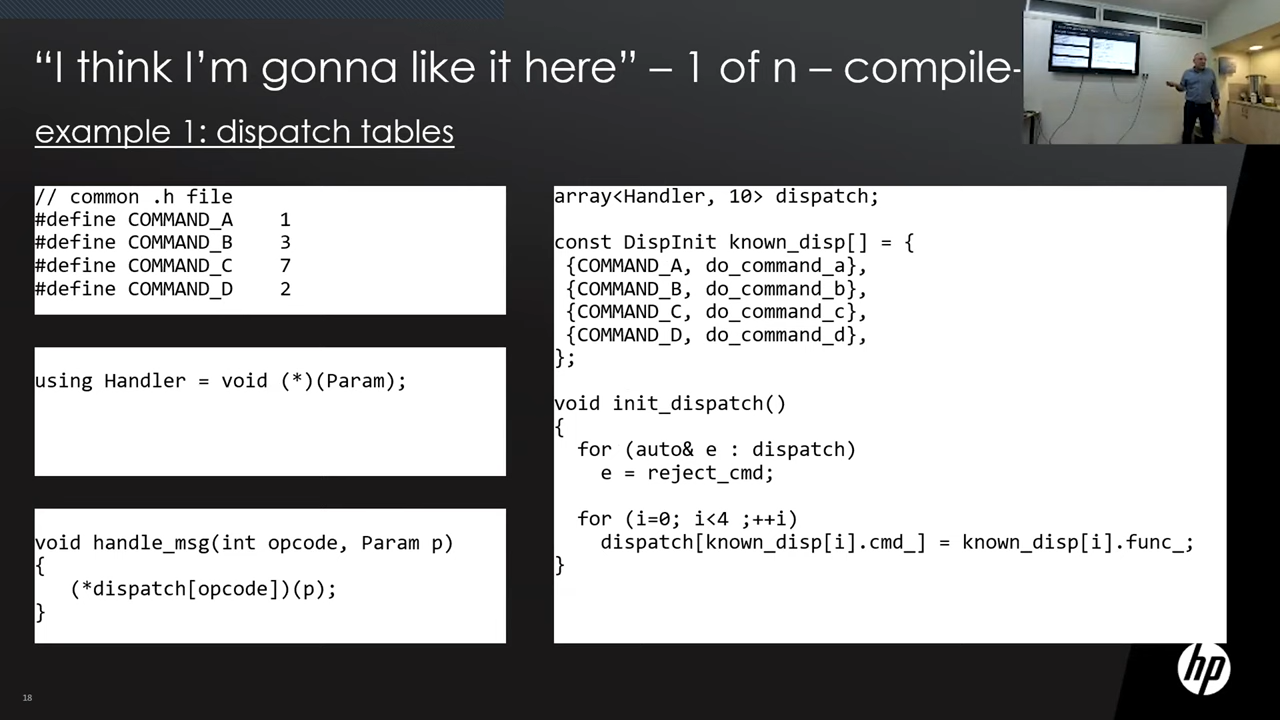 “I think I’m gonna like it here” – 1 of n – compile-
example 1: dispatch tables
// common .h file
#define COMMAND_A    1
#define COMMAND_B    3
#define COMMAND_C    7
#define COMMAND_D    2
using Handler = void (*)(Param);
void handle_msg(int opcode, Param p)
{
   (*dispatch[opcode])(p);
}
array<Handler, 10> dispatch;
const DispInit known_disp[] = {
 {COMMAND_A, do_command_a},
 {COMMAND_B, do_command_b},
 {COMMAND_C, do_command_c},
 {COMMAND_D, do_command_d},
};
void init_dispatch()
{
  for (auto& e : dispatch)
    e = reject_cmd;
  for (i=0; i<4 ;++i)
    dispatch[known_disp[i].cmd_] = known_disp[i].func_;
}
hp
18